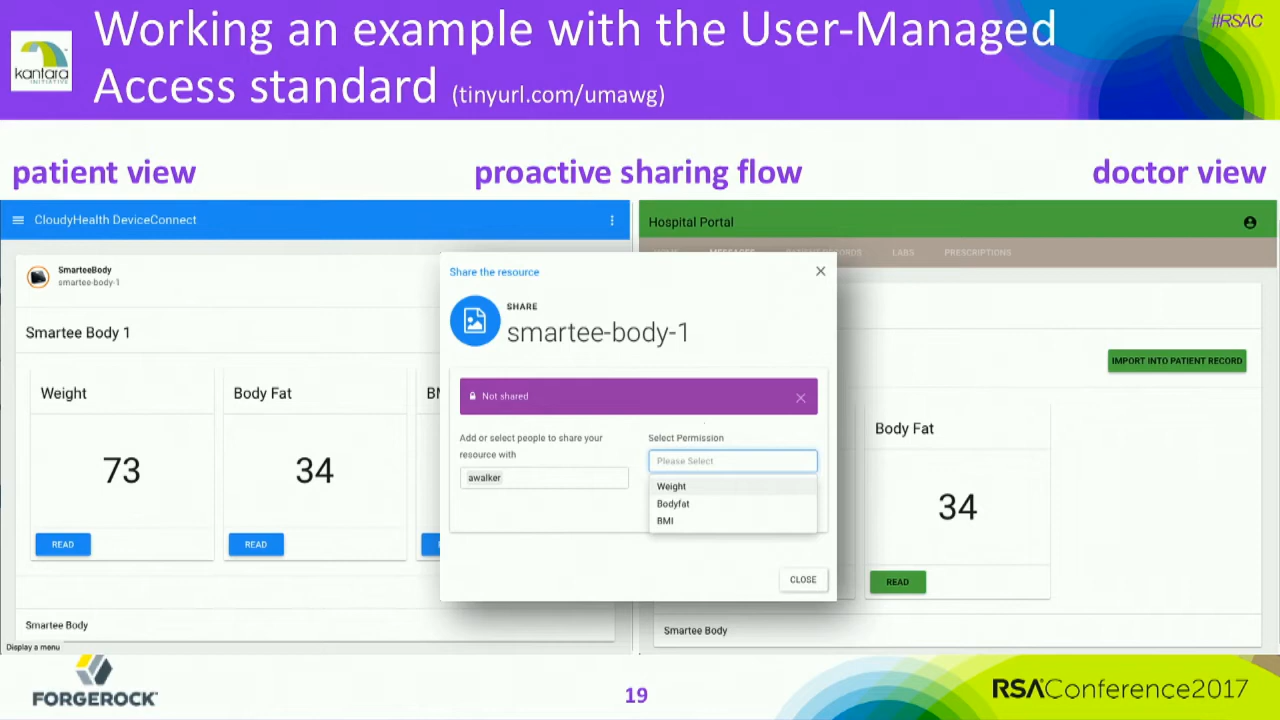 #RSAC
Working an example with the User-Managed
Access standard (tinyurl.com/umawg)
kantara
INITIATIVE
patient view
proactive sharing flow
doctor view
CloudyHealth DeviceConnect
SmarteeBody
smartee-body-1
Smartee Body 1
Weight
73
READ
Body Fat
34
READ
Smartee Body
Display a menu
Share the resource
SHARE
smartee-body-1
Not shared
Add or select people to share your
resource with
awalker
Select Permission
Please Select
Weight
Bodyfat
BMI
CLOSE
Hospital Portal
MESSAGES
LABS
PRESCRIPTIONS
IMPORT INTO PATIENT RECORD
Body Fat
34
READ
Smartee Body
FORGEROCK
19
RSAConference2017